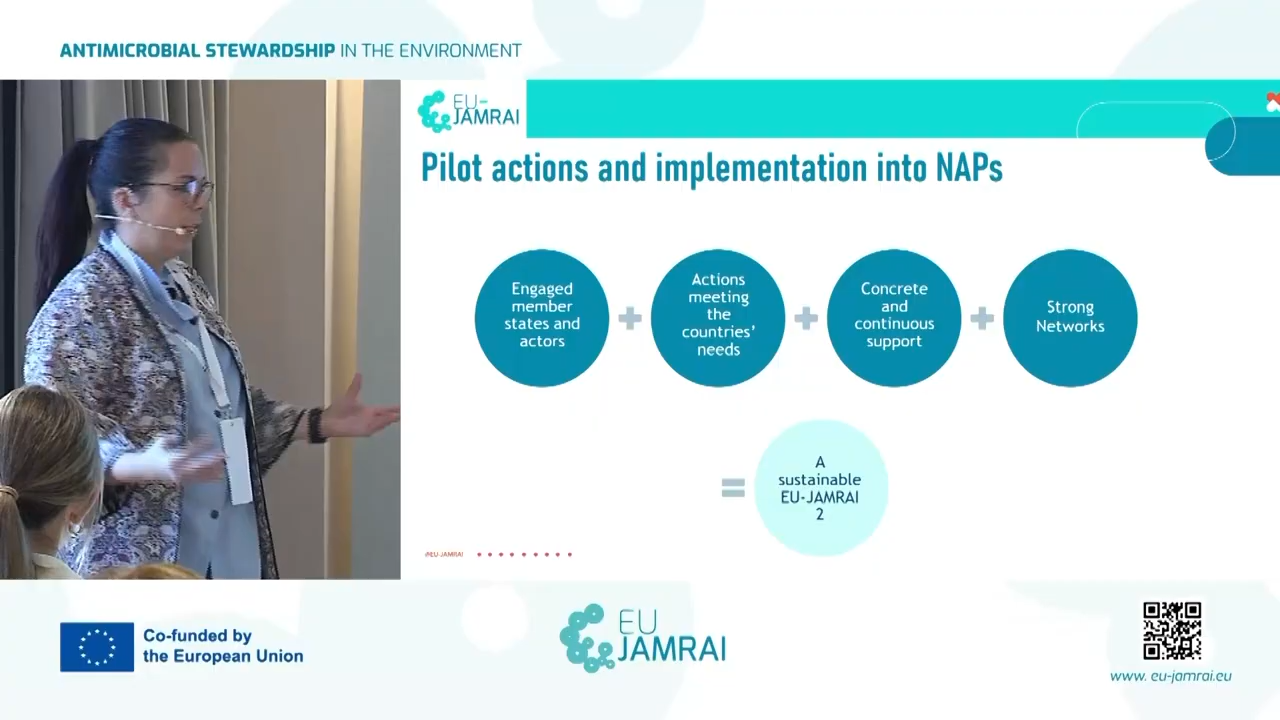 ANTIMICROBIAL STEWARDSHIP IN THE ENVIRONMENT
EU-
JAMRAI
Pilot actions and implementation into NAPs
Engaged
member
states and
actors
Actions
meeting
the
countries’
needs
Concrete
and
continuous
support
Strong
Networks
A
sustainable
EU-JAMRAI
2
#EU-JAMRAI
Co-funded by
the European Union
EU
JAMRAI
www. eu-jamrai.eu